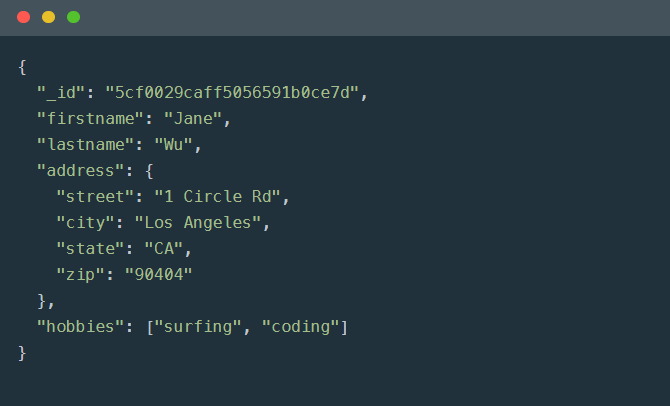 {
"_id": "5cf0029caff5056591b0ce7d",
"firstname": "Jane",
"lastname": "Wu",
"address": {
"street": "1 Circle Rd",
"city": "Los Angeles",
"state": "CA",
"zip": "90404"
},
"hobbies": ["surfing", "coding"]
}